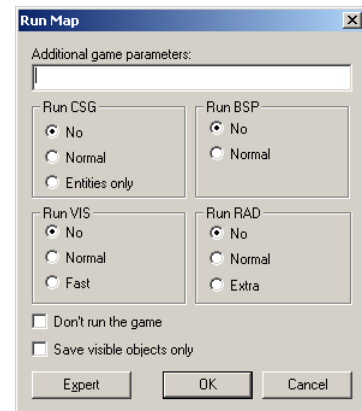 Run Map
Additional game parameters:
Run CSG
No
Normal
Entities only
Run BSP
No
Normal
Run VIS
No
Normal
Fast
Run RAD
No
Normal
Extra
Don't run the game
Save visible objects only
Expert
OK
Cancel